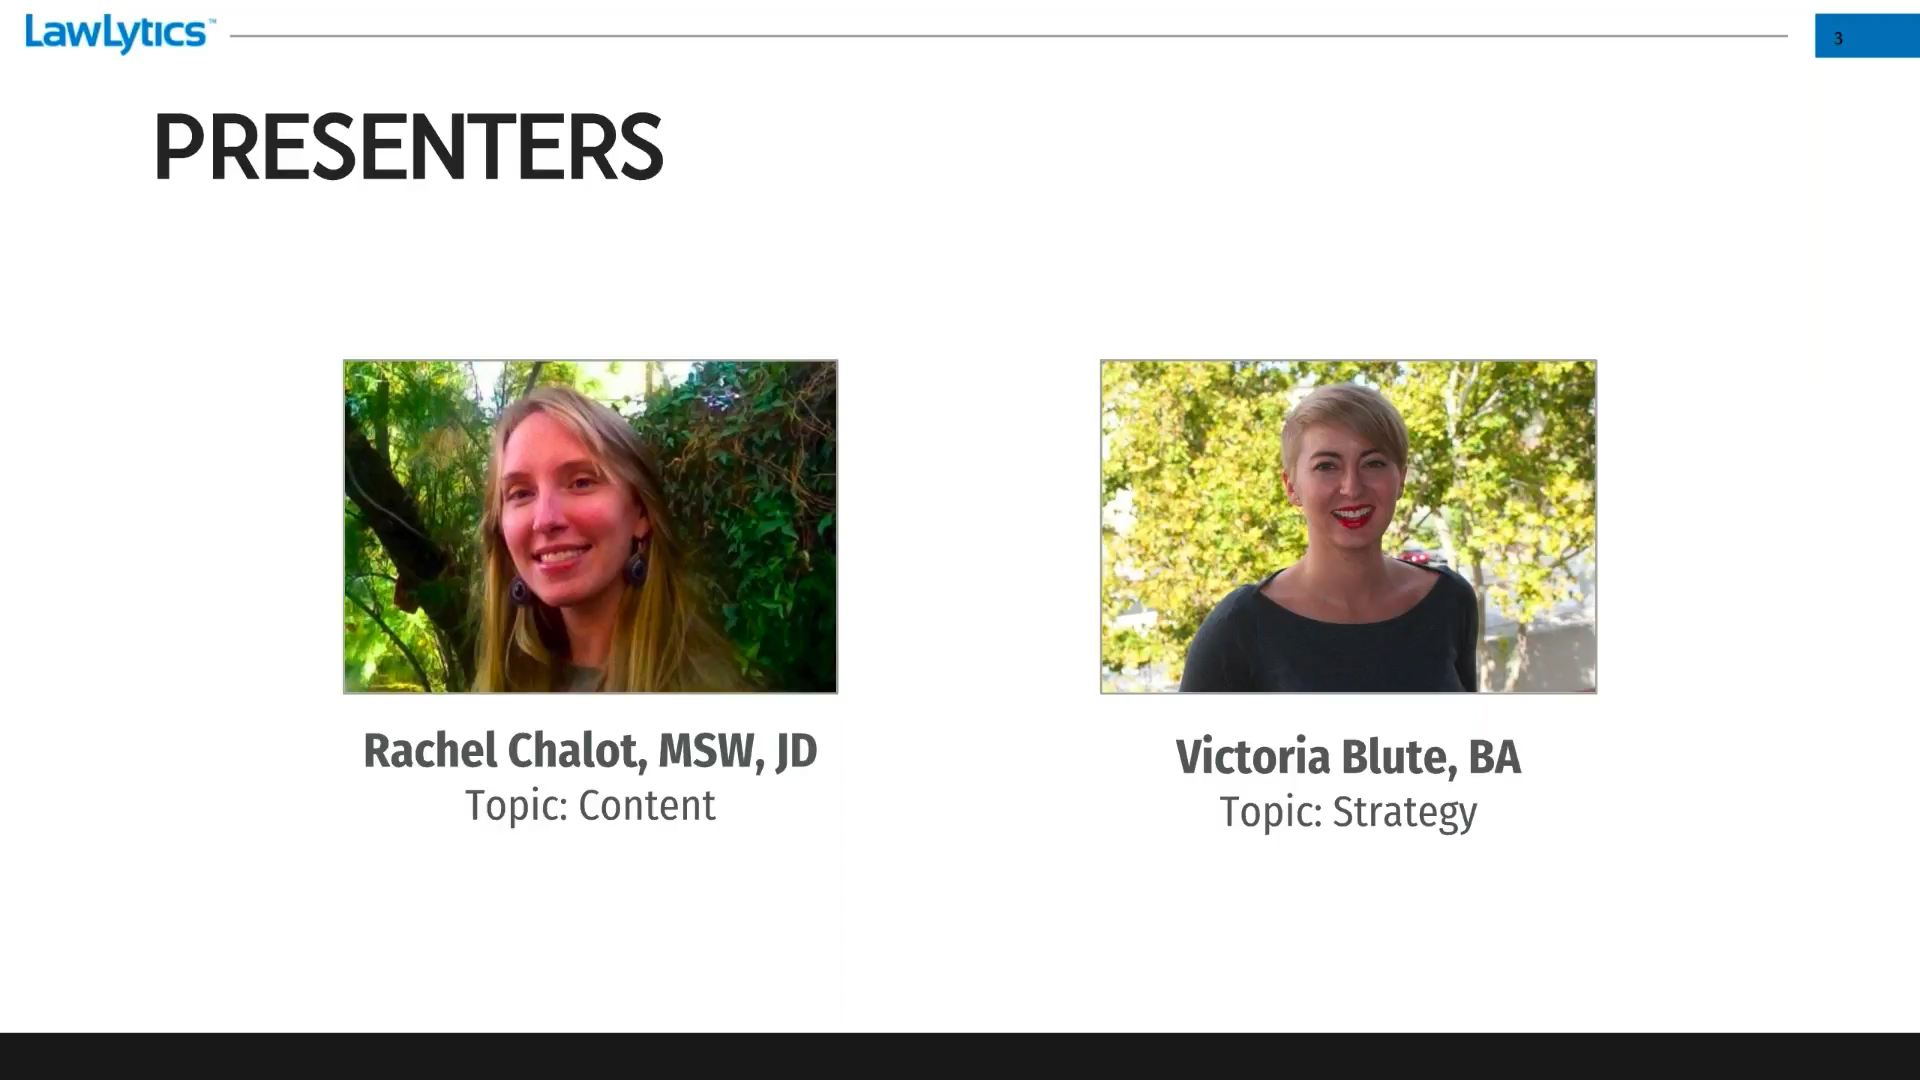 LawLytics™
3
PRESENTERS
Rachel Chalot, MSW, JD
Topic: Content
Victoria Blute, BA
Topic: Strategy